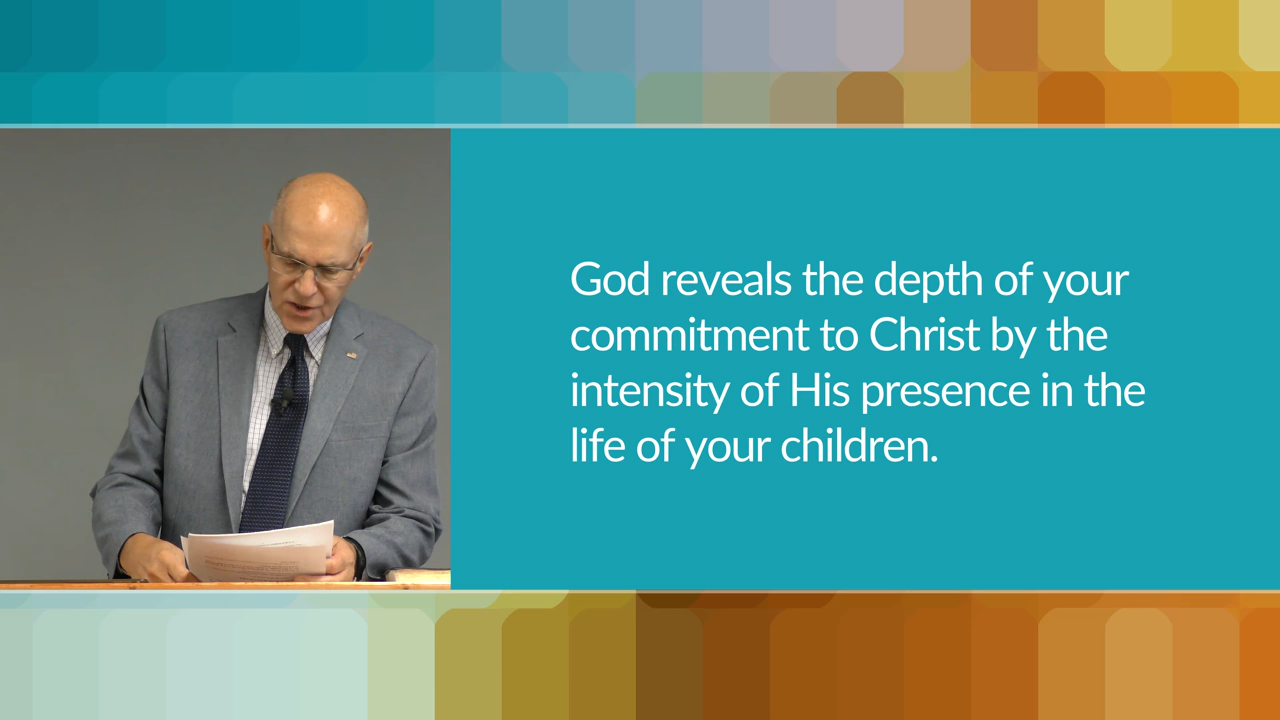 God reveals the depth of your
commitment to Christ by the
intensity of His presence in the
life of your children.